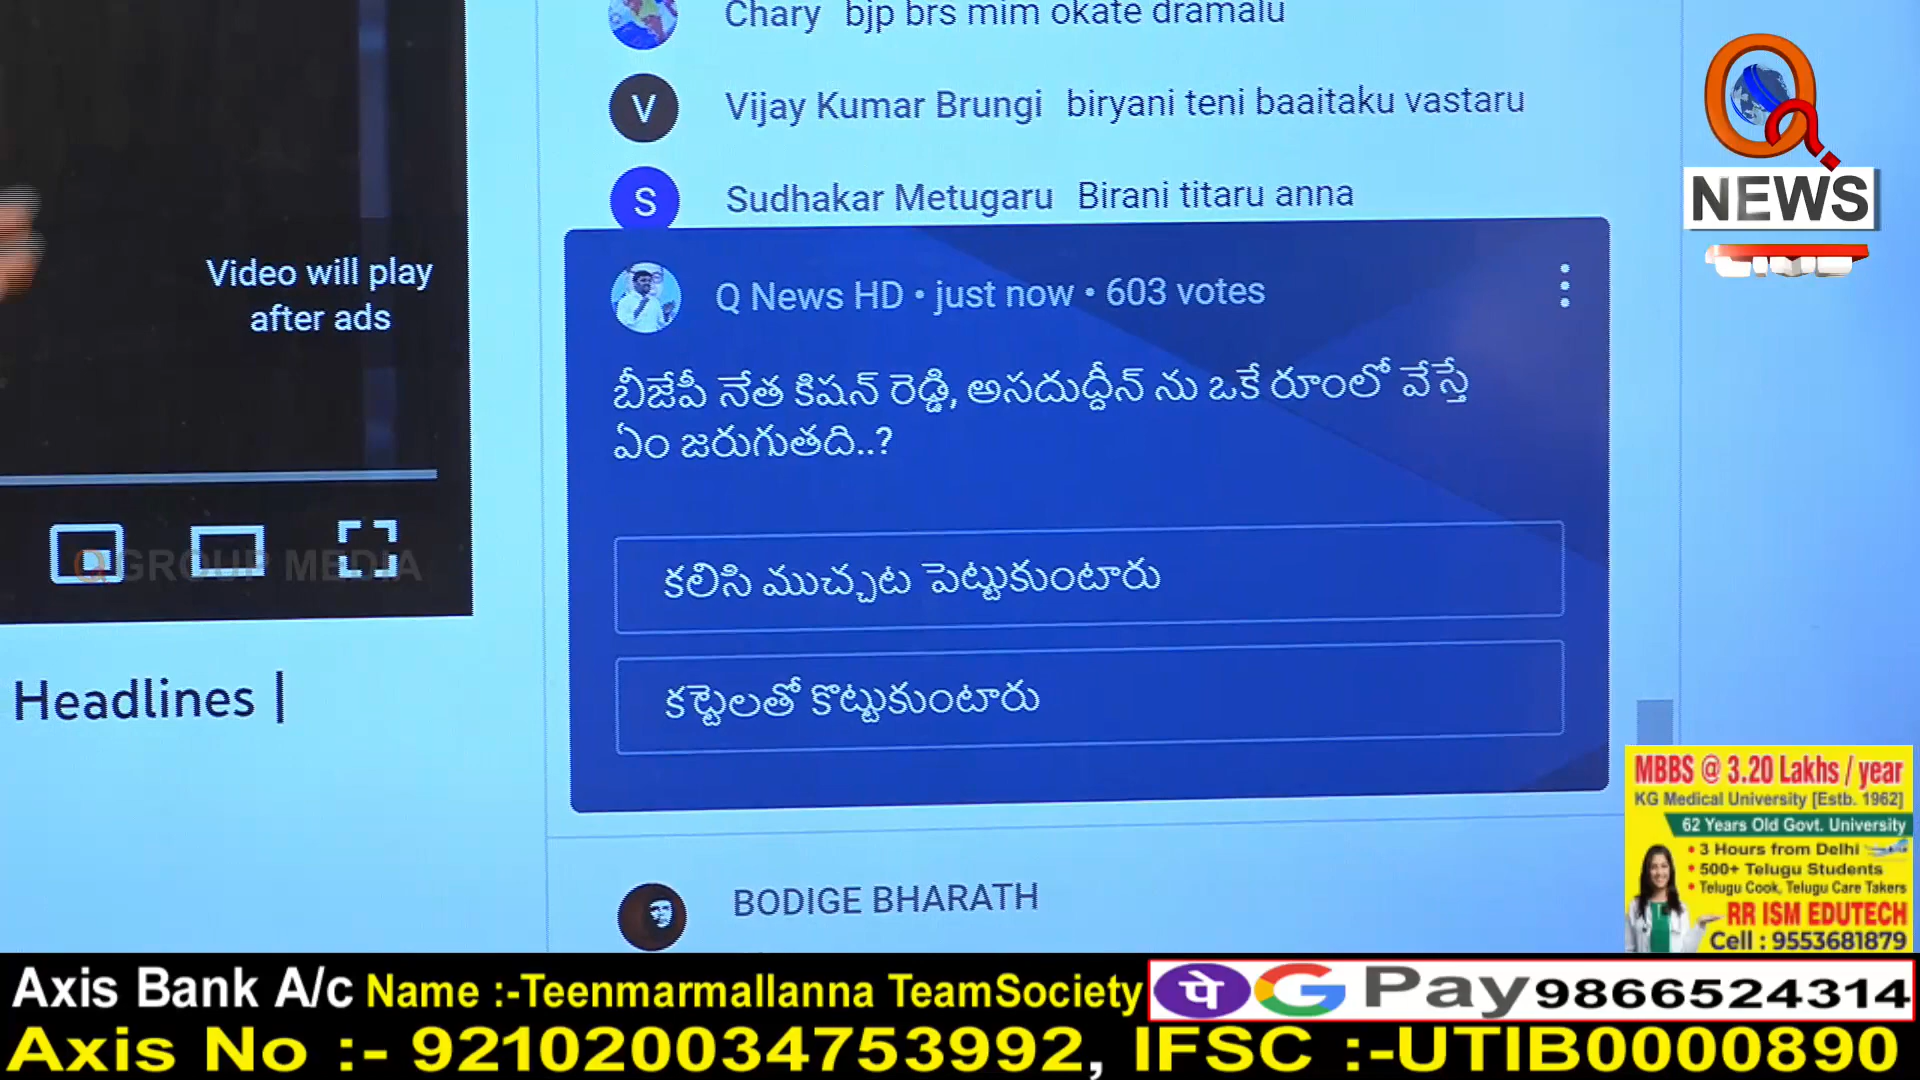 Chary bjp brs mim okate dramalu
V Vijay Kumar Brungi biryani teni baaitaku vastaru
S Sudhakar Metugaru Birani titaru anna
Q NEWS
Video will play
after ads
Q News HD • just now • 603 votes
బీజేపీ నేత కిషన్ రెడ్డి, అసదుద్దీన్ ను ఒకే రూంలో వేస్తే
ఏం జరుగుతది..?
కలిసి ముచ్చట పెట్టుకుంటారు
కట్టెలతో కొట్టుకుంటారు
Q GROUP MEDIA
Headlines |
BODIGE BHARATH
MBBS @ 3.20 Lakhs / year
KG Medical University [Estb. 1962]
62 Years Old Govt. University
• 3 Hours from Delhi
• 500+ Telugu Students
• Telugu Cook, Telugu Care Takers
RR ISM EDUTECH
Cell : 9553681879
Axis Bank A/c Name :-Teenmarmallanna TeamSociety पे G Pay 9866524314
Axis No :- 921020034753992, IFSC :-UTIB0000890